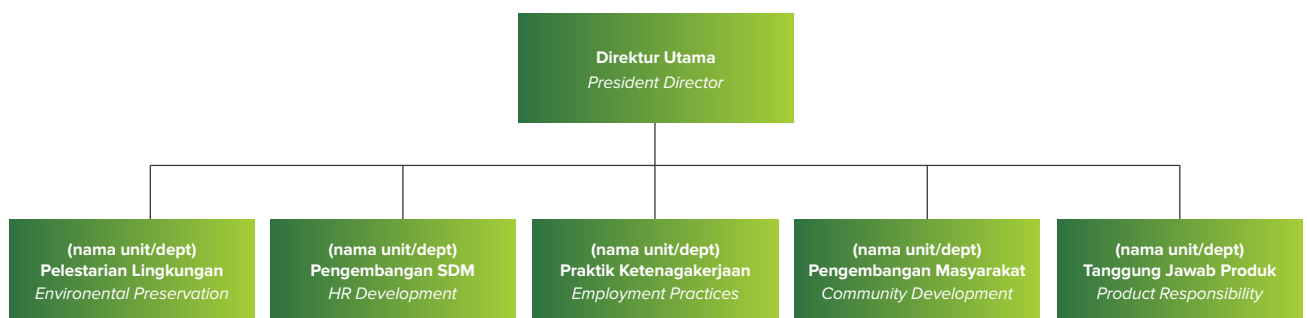 Direktur Utama
President Director
(nama unit/dept)
Pelestarian Lingkungan
Environental Preservation
(nama unit/dept)
Pengembangan SDM
HR Development
(nama unit/dept)
Praktik Ketenagakerjaan
Employment Practices
(nama unit/dept)
Pengembangan Masyarakat
Community Development
(nama unit/dept)
Tanggung Jawab Produk
Product Responsibility